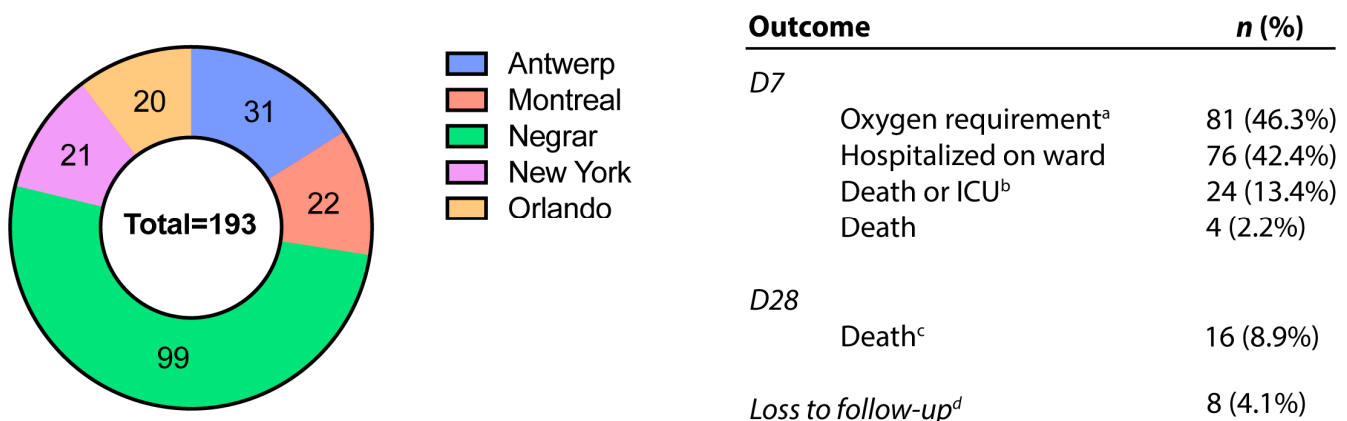 20
31
21
22
Total=193
99
Antwerp
Montreal
Negrar
New York
Orlando
Outcome n (%)
D7
Oxygen requirementᵃ 81 (46.3%)
Hospitalized on ward 76 (42.4%)
Death or ICUᵇ 24 (13.4%)
Death 4 (2.2%)
D28
Deathᶜ 16 (8.9%)
Loss to follow-upᵈ 8 (4.1%)